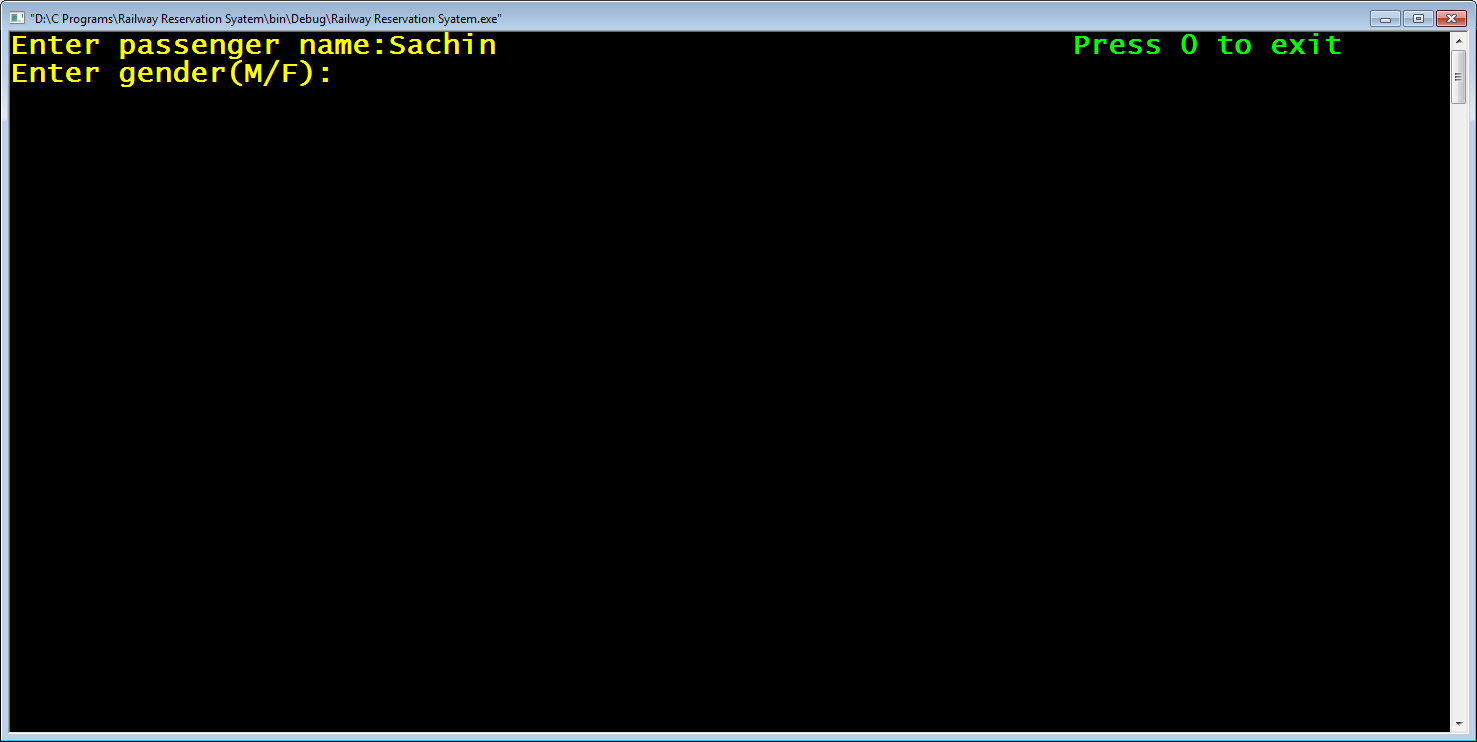 "D:\C Programs\Railway Reservation Syatem\bin\Debug\Railway Reservation Syatem.exe"
Enter passenger name:Sachin Press 0 to exit
Enter gender(M/F):